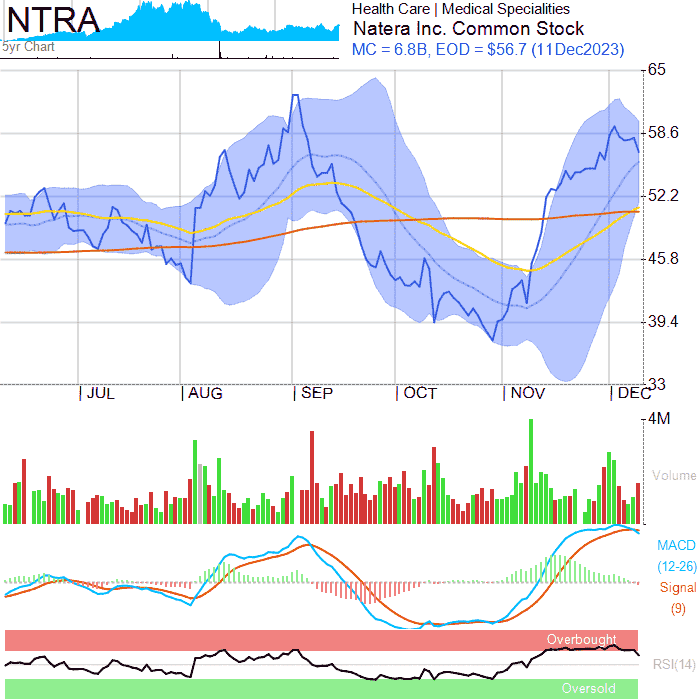 NTRA
5yr Chart
Health Care | Medical Specialities
Natera Inc. Common Stock
MC = 6.8B, EOD = $56.7 (11Dec2023)
65
58.6
52.2
45.8
39.4
33
JUL AUG SEP OCT NOV DEC
4M
Volume
MACD
(12-26)
Signal
(9)
Overbought
RSI(14)
Oversold